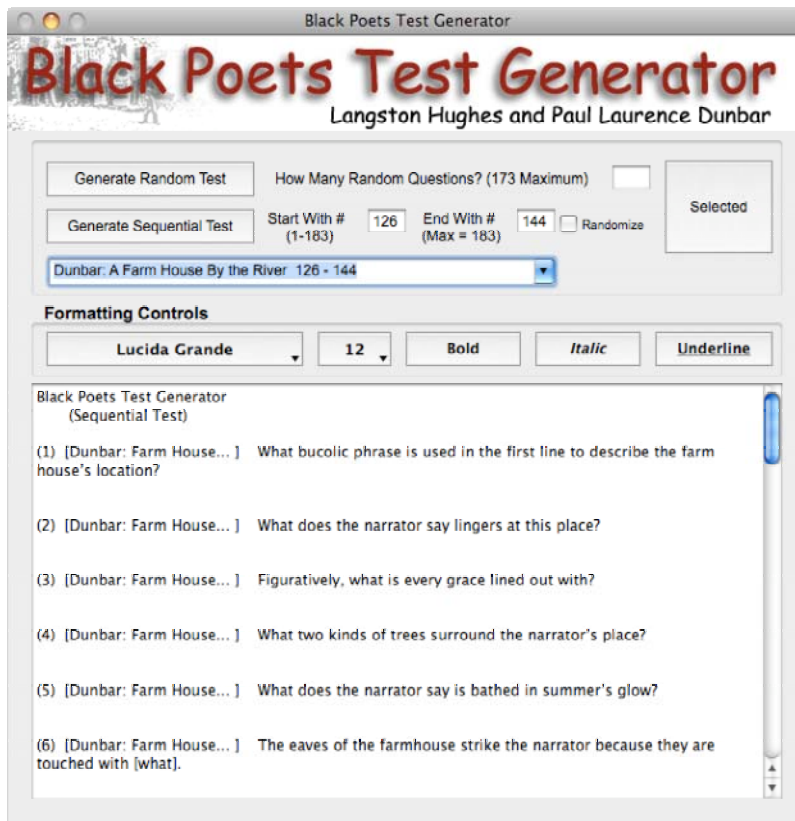 Black Poets Test Generator
Black Poets Test Generator
Langston Hughes and Paul Laurence Dunbar
Generate Random Test
How Many Random Questions? (173 Maximum)
Selected
Generate Sequential Test
Start With # 126 End With # 144 Randomize
(1-183) (Max = 183)
Dunbar: A Farm House By the River 126 - 144
Formatting Controls
Lucida Grande 12 Bold Italic Underline
Black Poets Test Generator
(Sequential Test)
(1) [Dunbar: Farm House... ] What bucolic phrase is used in the first line to describe the farm
house's location?
(2) [Dunbar: Farm House... ] What does the narrator say lingers at this place?
(3) [Dunbar: Farm House... ] Figuratively, what is every grace lined out with?
(4) [Dunbar: Farm House... ] What two kinds of trees surround the narrator's place?
(5) [Dunbar: Farm House... ] What does the narrator say is bathed in summer's glow?
(6) [Dunbar: Farm House... ] The eaves of the farmhouse strike the narrator because they are
touched with [what].